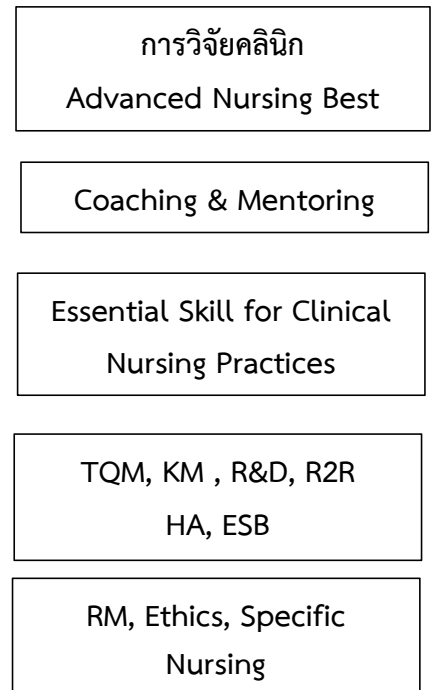 การวิจัยคลินิก
Advanced Nursing Best
Coaching & Mentoring
Essential Skill for Clinical
Nursing Practices
TQM, KM , R&D, R2R
HA, ESB
RM, Ethics, Specific
Nursing